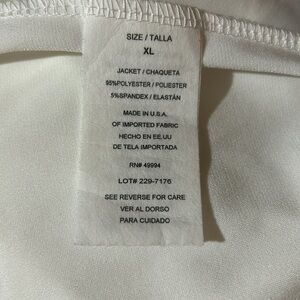 SIZE / TALLA
XL
JACKET / CHAQUETA
95%POLYESTER / POLIESTER
5%SPANDEX / ELASTÁN
MADE IN U.S.A.
OF IMPORTED FABRIC
HECHO EN EE.UU
DE TELA IMPORTADA
RN# 49994
LOT# 229-7176
SEE REVERSE FOR CARE
VER AL DORSO
PARA CUIDADO